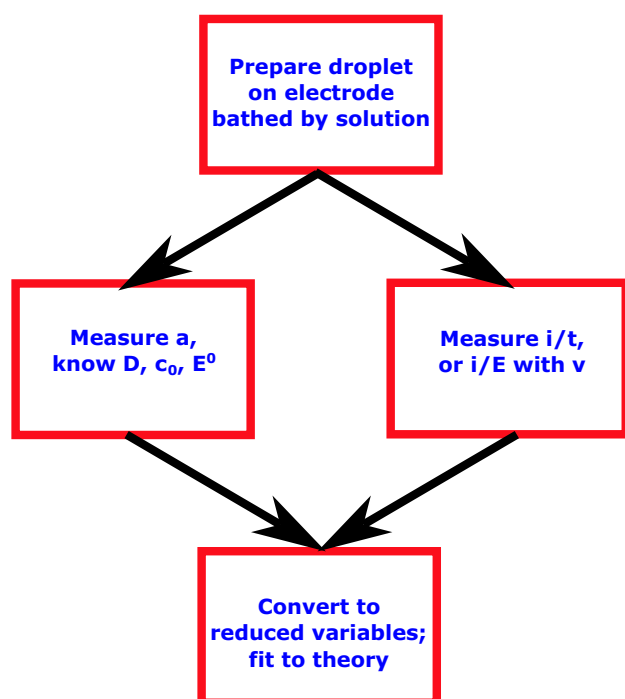 Prepare droplet
on electrode
bathed by solution
Measure a,
know D, c₀, E⁰
Measure i/t,
or i/E with v
Convert to
reduced variables;
fit to theory